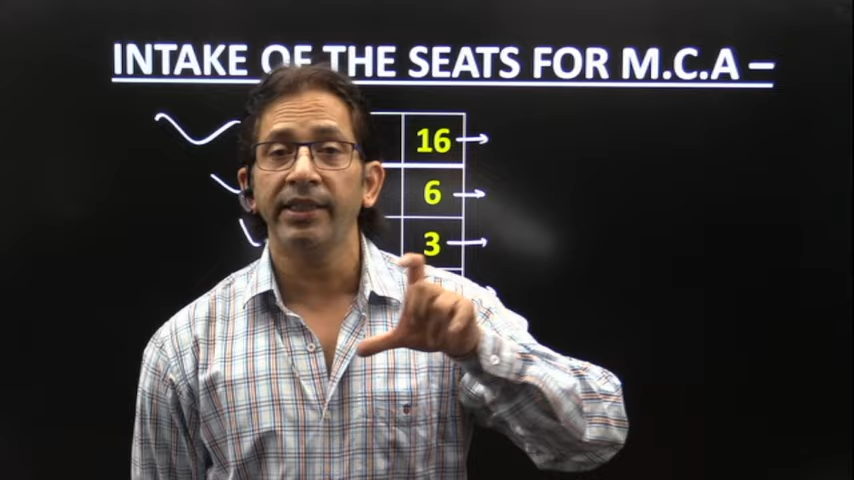 INTAKE OF THE SEATS FOR M.C.A –
16
6
3